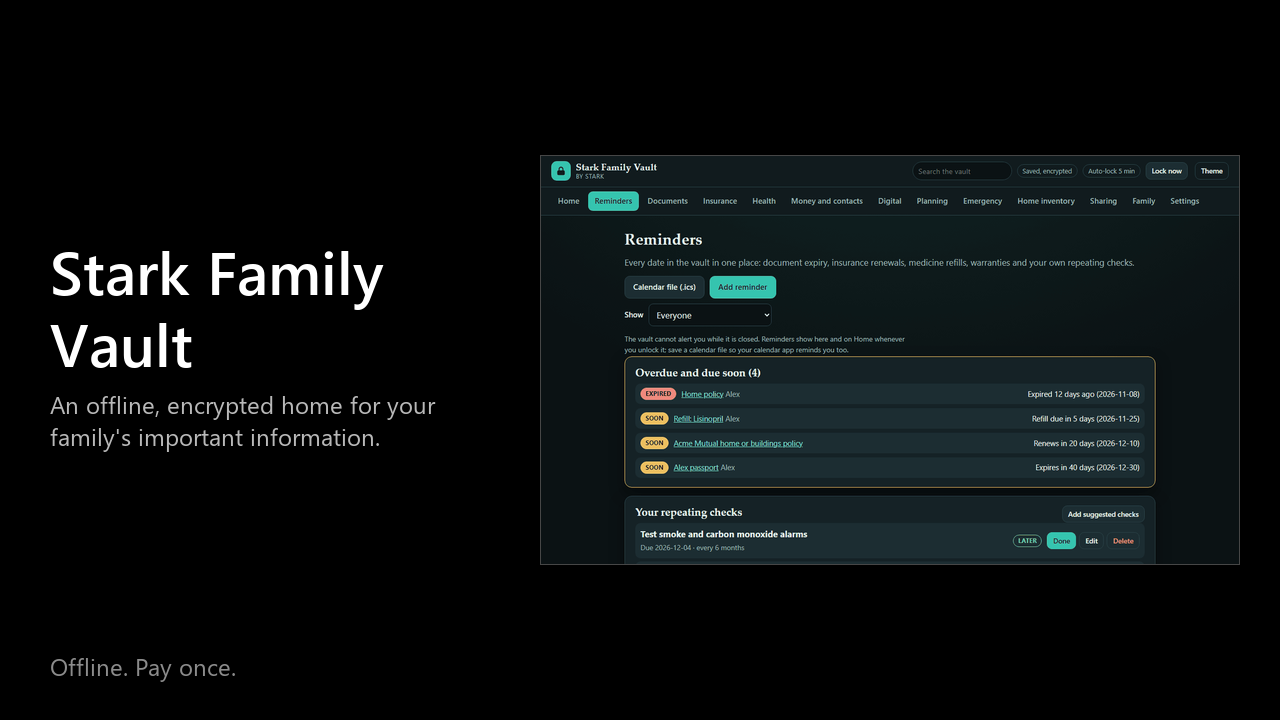 Stark Family
Vault
An offline, encrypted home for your
family's important information.
Offline. Pay once.
Stark Family Vault
BY STARK
Search the vault
Saved, encrypted
Auto-lock 5 min
Lock now
Theme
Home Reminders Documents Insurance Health Money and contacts Digital Planning Emergency Home inventory Sharing Family Settings
Reminders
Every date in the vault in one place: document expiry, insurance renewals, medicine refills, warranties and your own repeating checks.
Calendar file (.ics) Add reminder
Show Everyone
The vault cannot alert you while it is closed. Reminders show here and on Home whenever
you unlock it: save a calendar file so your calendar app reminds you too.
Overdue and due soon (4)
EXPIRED Home policy Alex Expired 12 days ago (2026-11-08)
SOON Refill: Lisinopril Alex Refill due in 5 days (2026-11-25)
SOON Acme Mutual home or buildings policy Renews in 20 days (2026-12-10)
SOON Alex passport Alex Expires in 40 days (2026-12-30)
Your repeating checks Add suggested checks
Test smoke and carbon monoxide alarms
Due 2026-12-04 · every 6 months
LATER Done Edit Delete